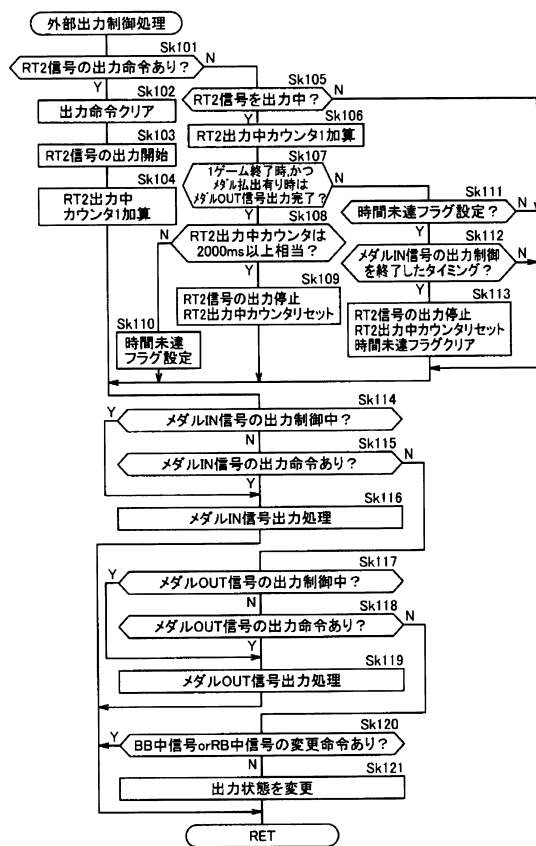 外部出力制御処理
Sk101
RT2信号の出力命令あり？
N
Y
Sk102
出力命令クリア
Sk103
RT2信号の出力開始
Sk104
RT2出力中
カウンタ1加算
Sk105
RT2信号を出力中？
N
Y
Sk106
RT2出力中カウンタ1加算
Sk107
1ゲーム終了時,かつ
メダル払出有り時は
メダルOUT信号出力完了？
N
Y
Sk108
RT2出力中カウンタは
2000ms以上相当？
N
Y
Sk109
RT2信号の出力停止
RT2出力中カウンタリセット
Sk110
時間未達
フラグ設定
Sk111
時間未達フラグ設定？
N
Y
Sk112
メダルIN信号の出力制御
を終了したタイミング？
N
Y
Sk113
RT2信号の出力停止
RT2出力中カウンタリセット
時間未達フラグクリア
Sk114
メダルIN信号の出力制御中？
Y
N
Sk115
メダルIN信号の出力命令あり？
N
Y
Sk116
メダルIN信号出力処理
Sk117
メダルOUT信号の出力制御中？
Y
N
Sk118
メダルOUT信号の出力命令あり？
N
Y
Sk119
メダルOUT信号出力処理
Sk120
BB中信号orRB中信号の変更命令あり？
Y
N
Sk121
出力状態を変更
RET